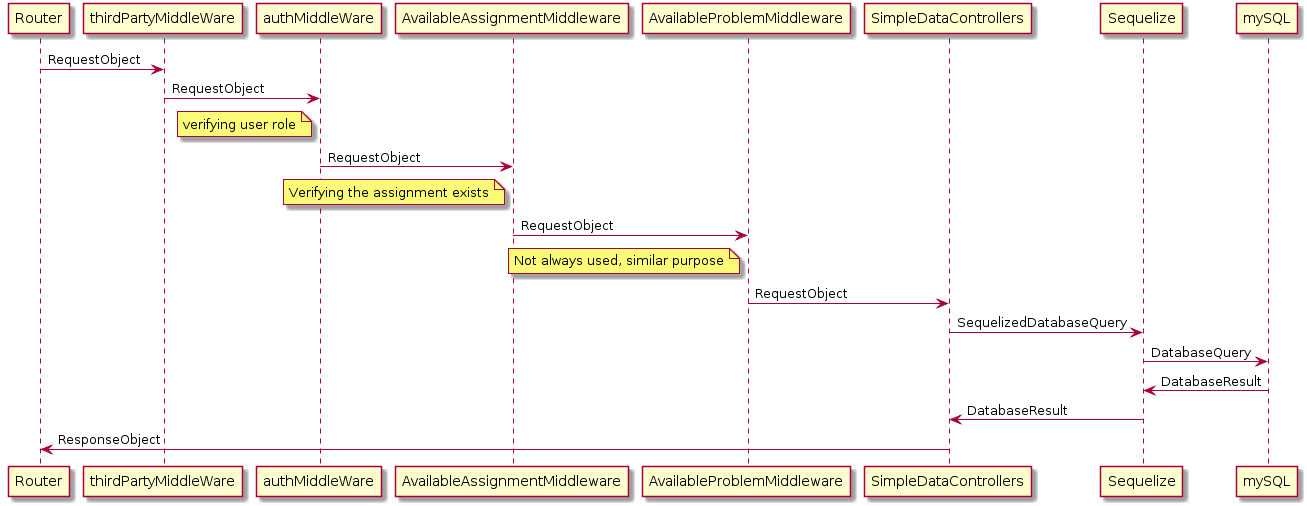 Router thirdPartyMiddleWare authMiddleWare AvailableAssignmentMiddleware AvailableProblemMiddleware SimpleDataControllers Sequelize mySQL
RequestObject
RequestObject
verifying user role
RequestObject
Verifying the assignment exists
RequestObject
Not always used, similar purpose
RequestObject
SequelizedDatabaseQuery
DatabaseQuery
DatabaseResult
DatabaseResult
ResponseObject
Router thirdPartyMiddleWare authMiddleWare AvailableAssignmentMiddleware AvailableProblemMiddleware SimpleDataControllers Sequelize mySQL